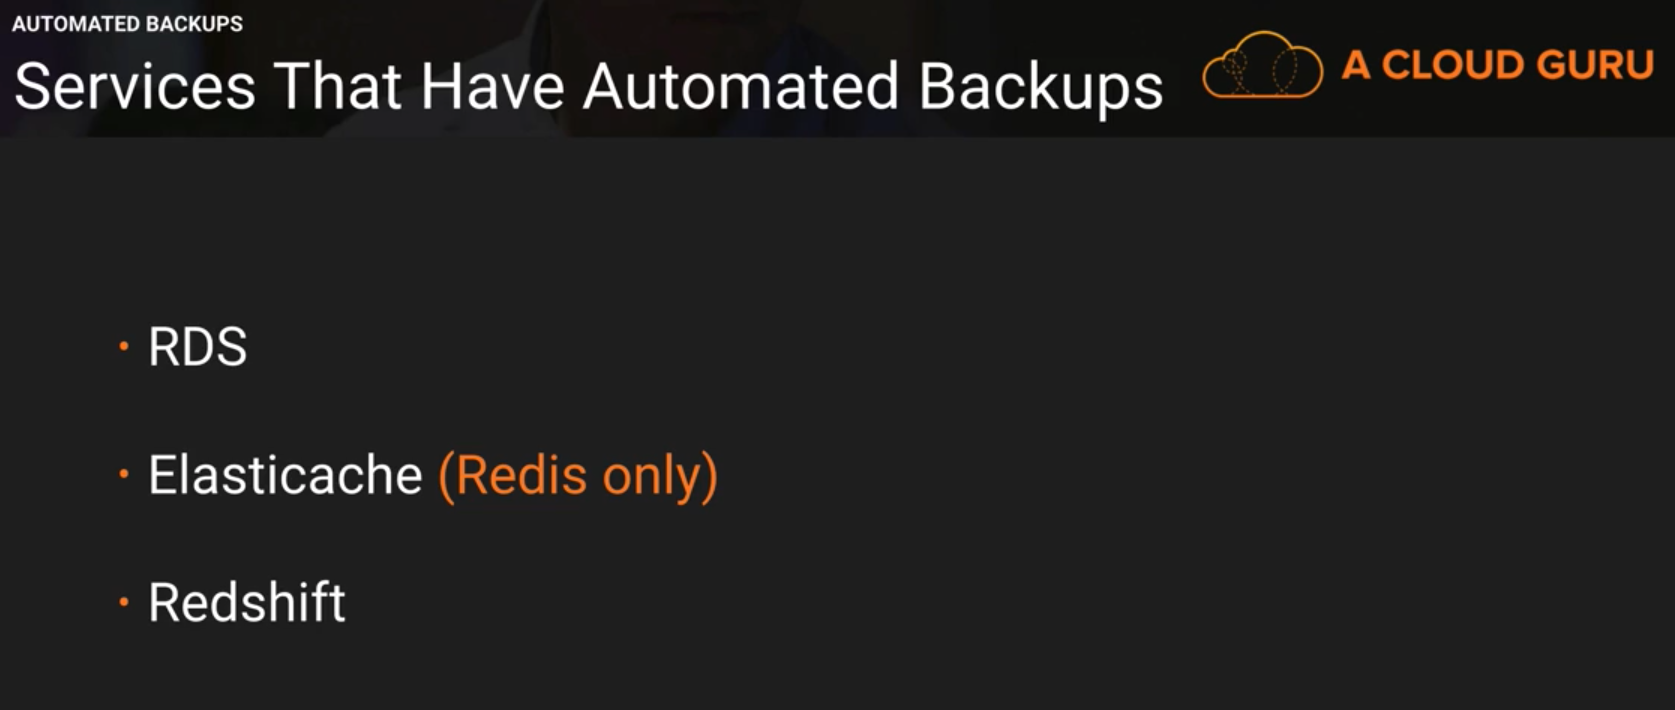 AUTOMATED BACKUPS
Services That Have Automated Backups
A CLOUD GURU
• RDS
• Elasticache (Redis only)
• Redshift